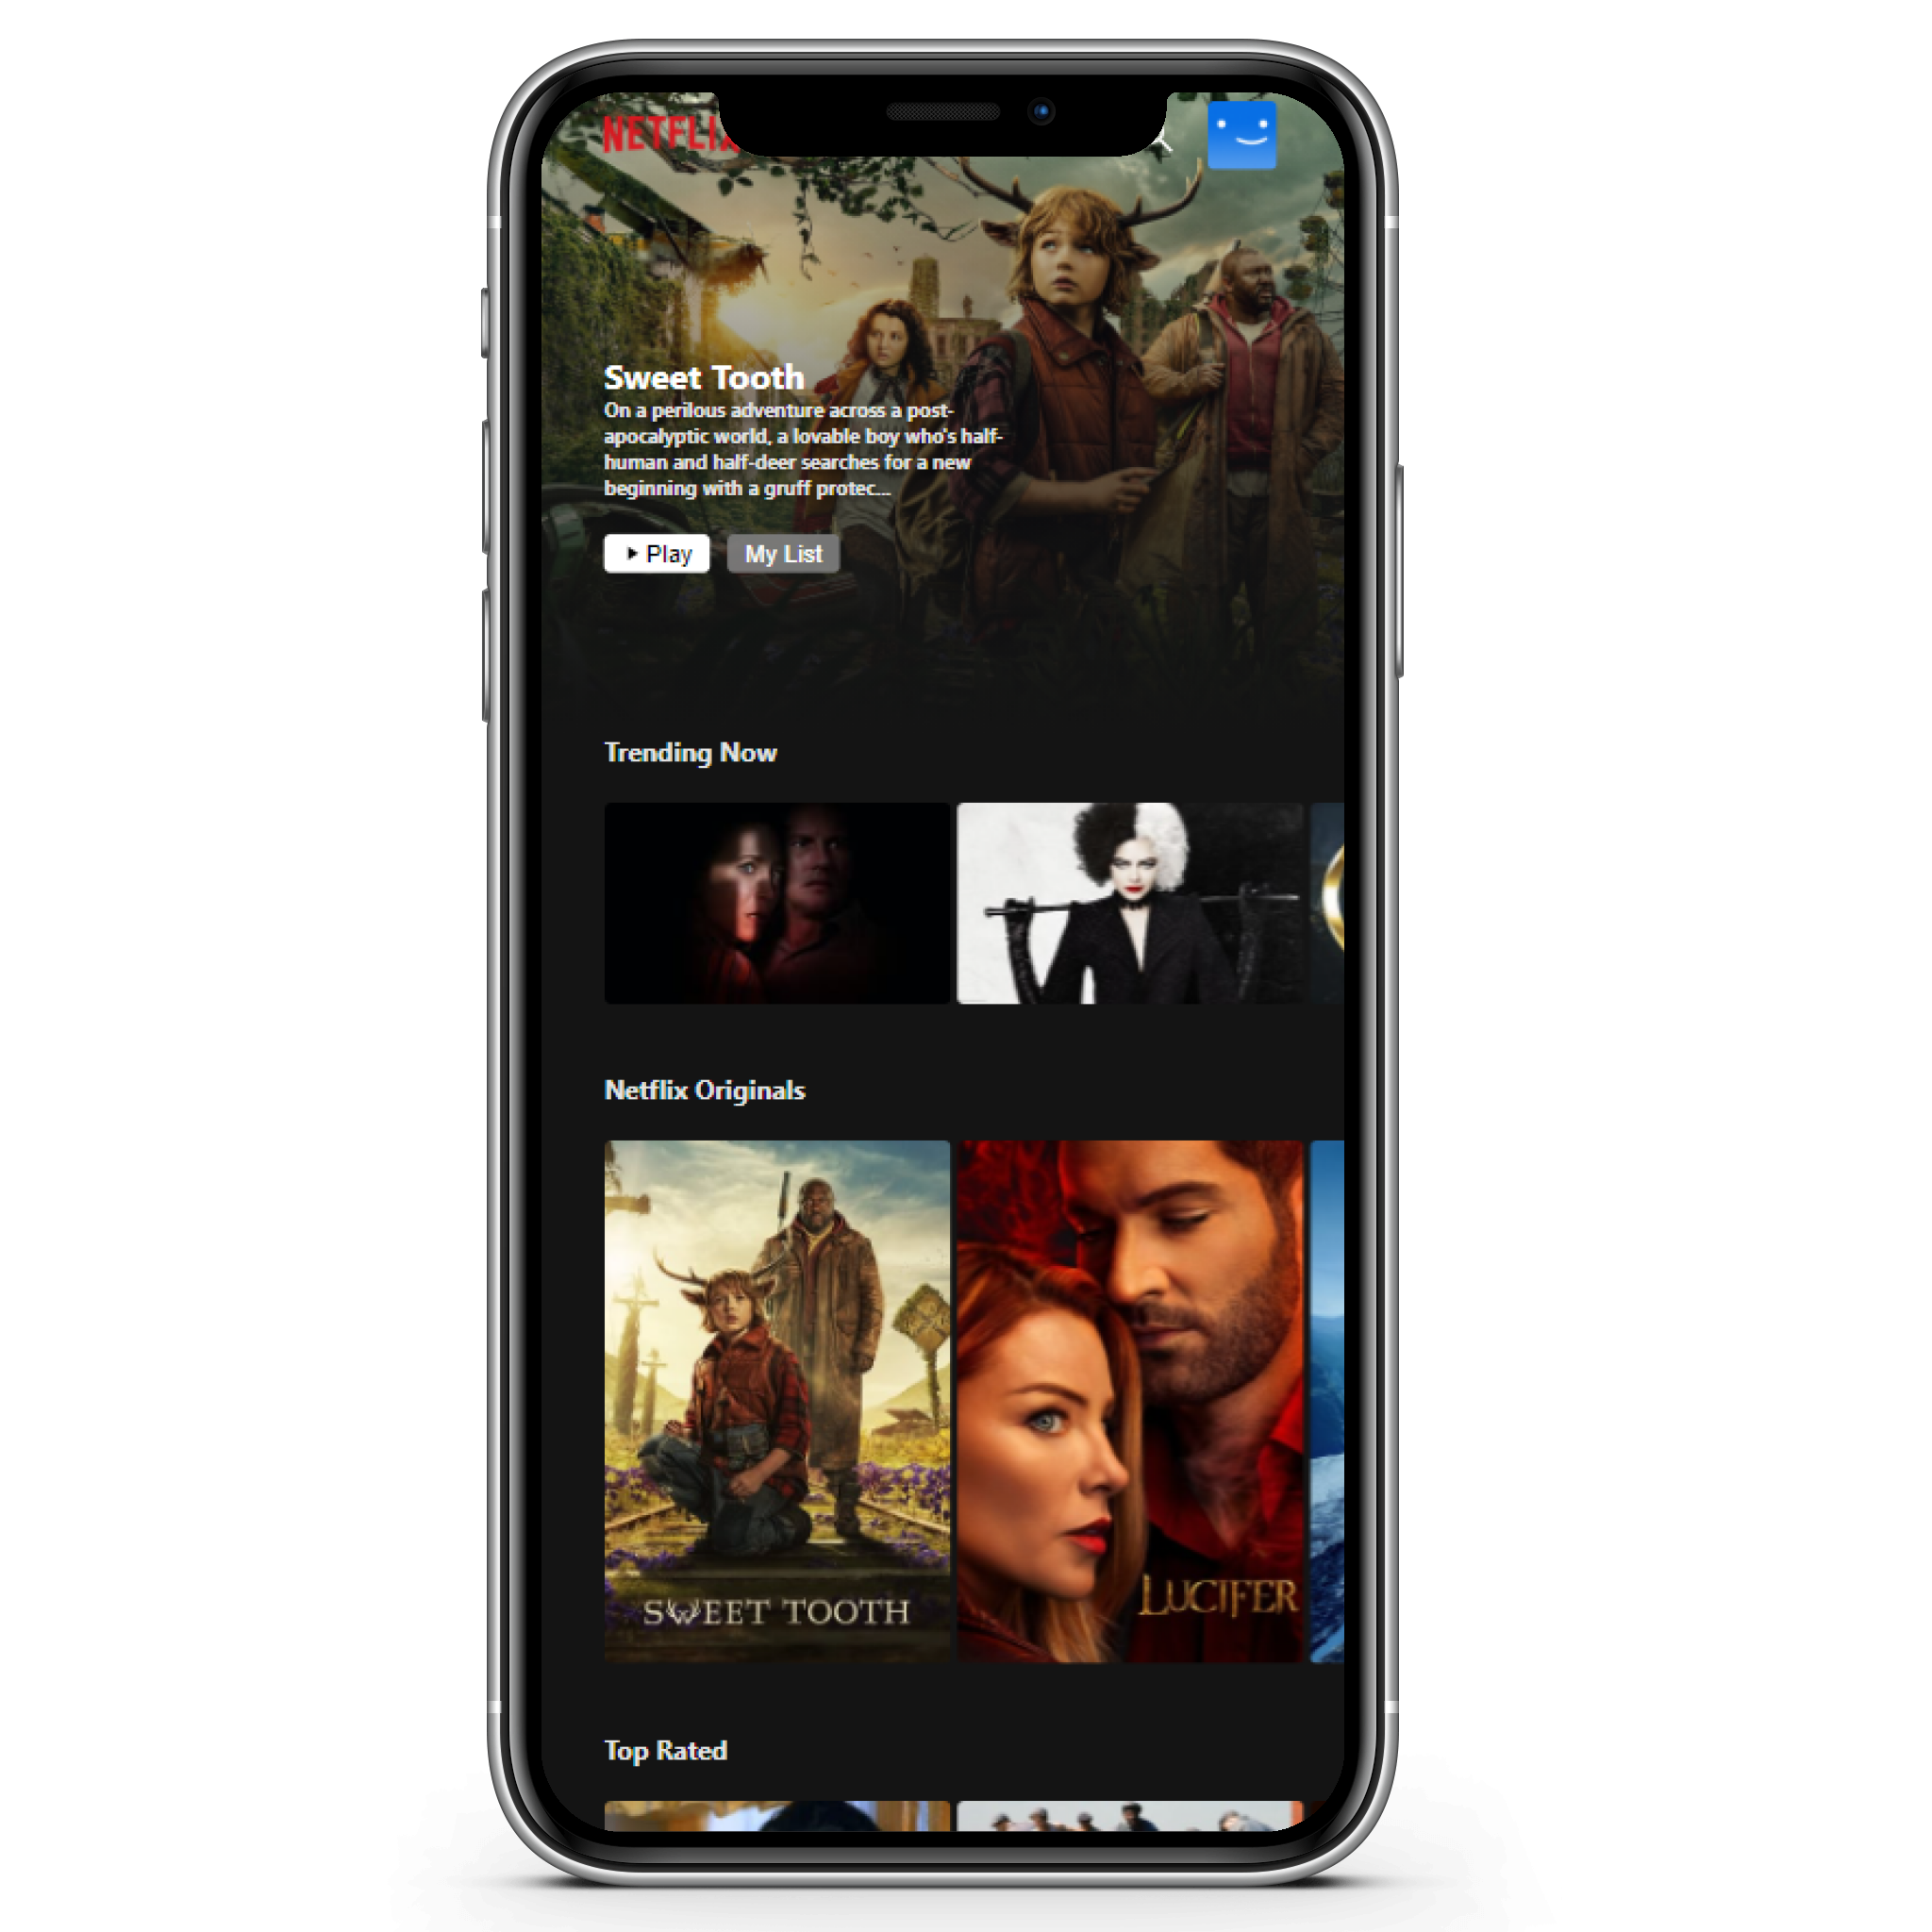 NETFLIX
Sweet Tooth
On a perilous adventure across a post-
apocalyptic world, a lovable boy who's half-
human and half-deer searches for a new
beginning with a gruff protec...
Play
My List
Trending Now
Netflix Originals
SWEET TOOTH
LUCIFER
Top Rated